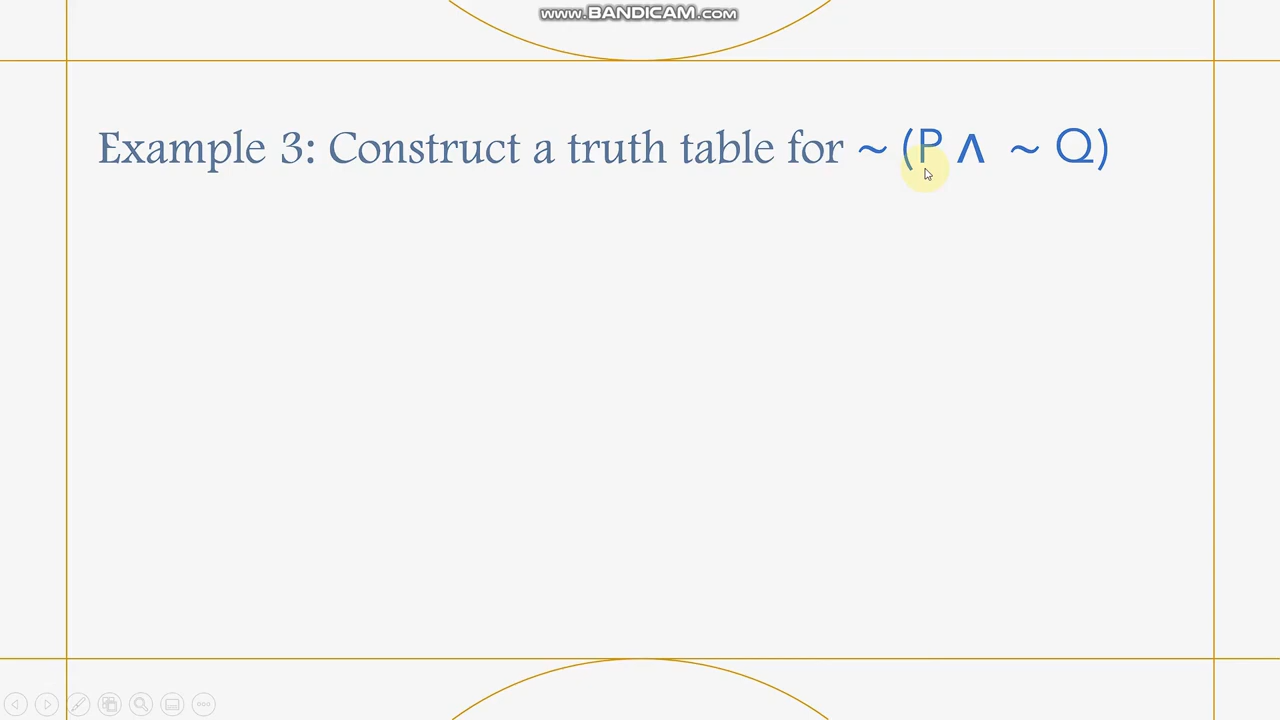 www.BANDICAM.com
Example 3: Construct a truth table for ~ (P ∧ ~ Q)